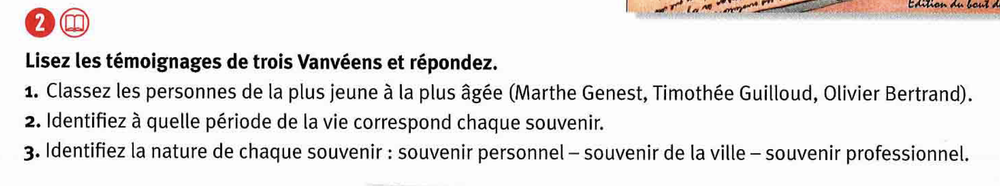 Edition du bout d
2
Lisez les témoignages de trois Vanvéens et répondez.
1. Classez les personnes de la plus jeune à la plus âgée (Marthe Genest, Timothée Guilloud, Olivier Bertrand).
2. Identifiez à quelle période de la vie correspond chaque souvenir.
3. Identifiez la nature de chaque souvenir : souvenir personnel – souvenir de la ville – souvenir professionnel.